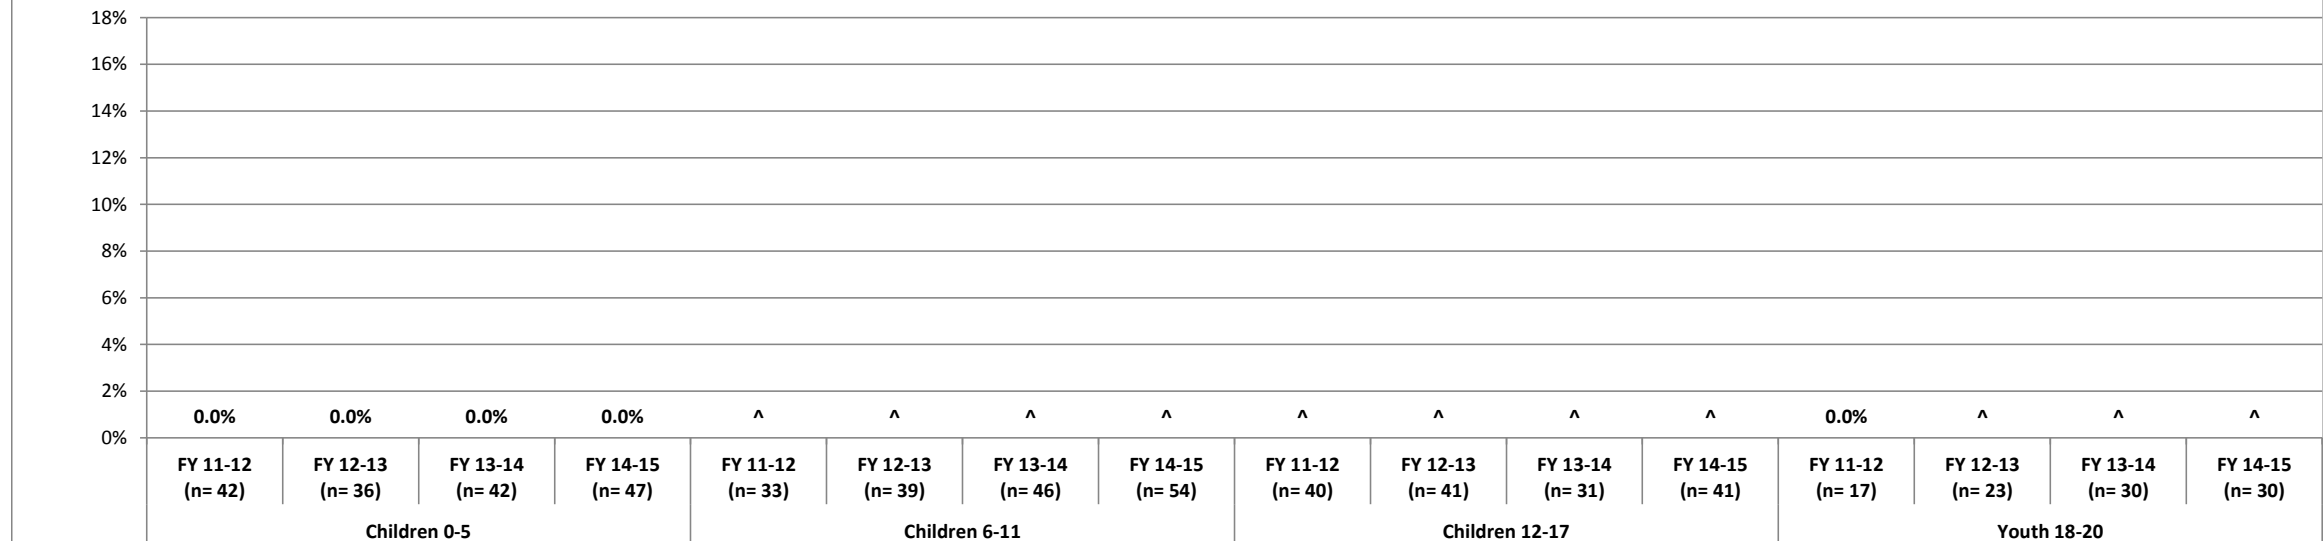 18%
16%
14%
12%
10%
8%
6%
4%
2%
0%
0.0% 0.0% 0.0% 0.0% ^ ^ ^ ^ ^ ^ ^ ^ 0.0% ^ ^ ^
FY 11-12 FY 12-13 FY 13-14 FY 14-15 FY 11-12 FY 12-13 FY 13-14 FY 14-15 FY 11-12 FY 12-13 FY 13-14 FY 14-15 FY 11-12 FY 12-13 FY 13-14 FY 14-15
(n= 42) (n= 36) (n= 42) (n= 47) (n= 33) (n= 39) (n= 46) (n= 54) (n= 40) (n= 41) (n= 31) (n= 41) (n= 17) (n= 23) (n= 30) (n= 30)
Children 0-5 Children 6-11 Children 12-17 Youth 18-20